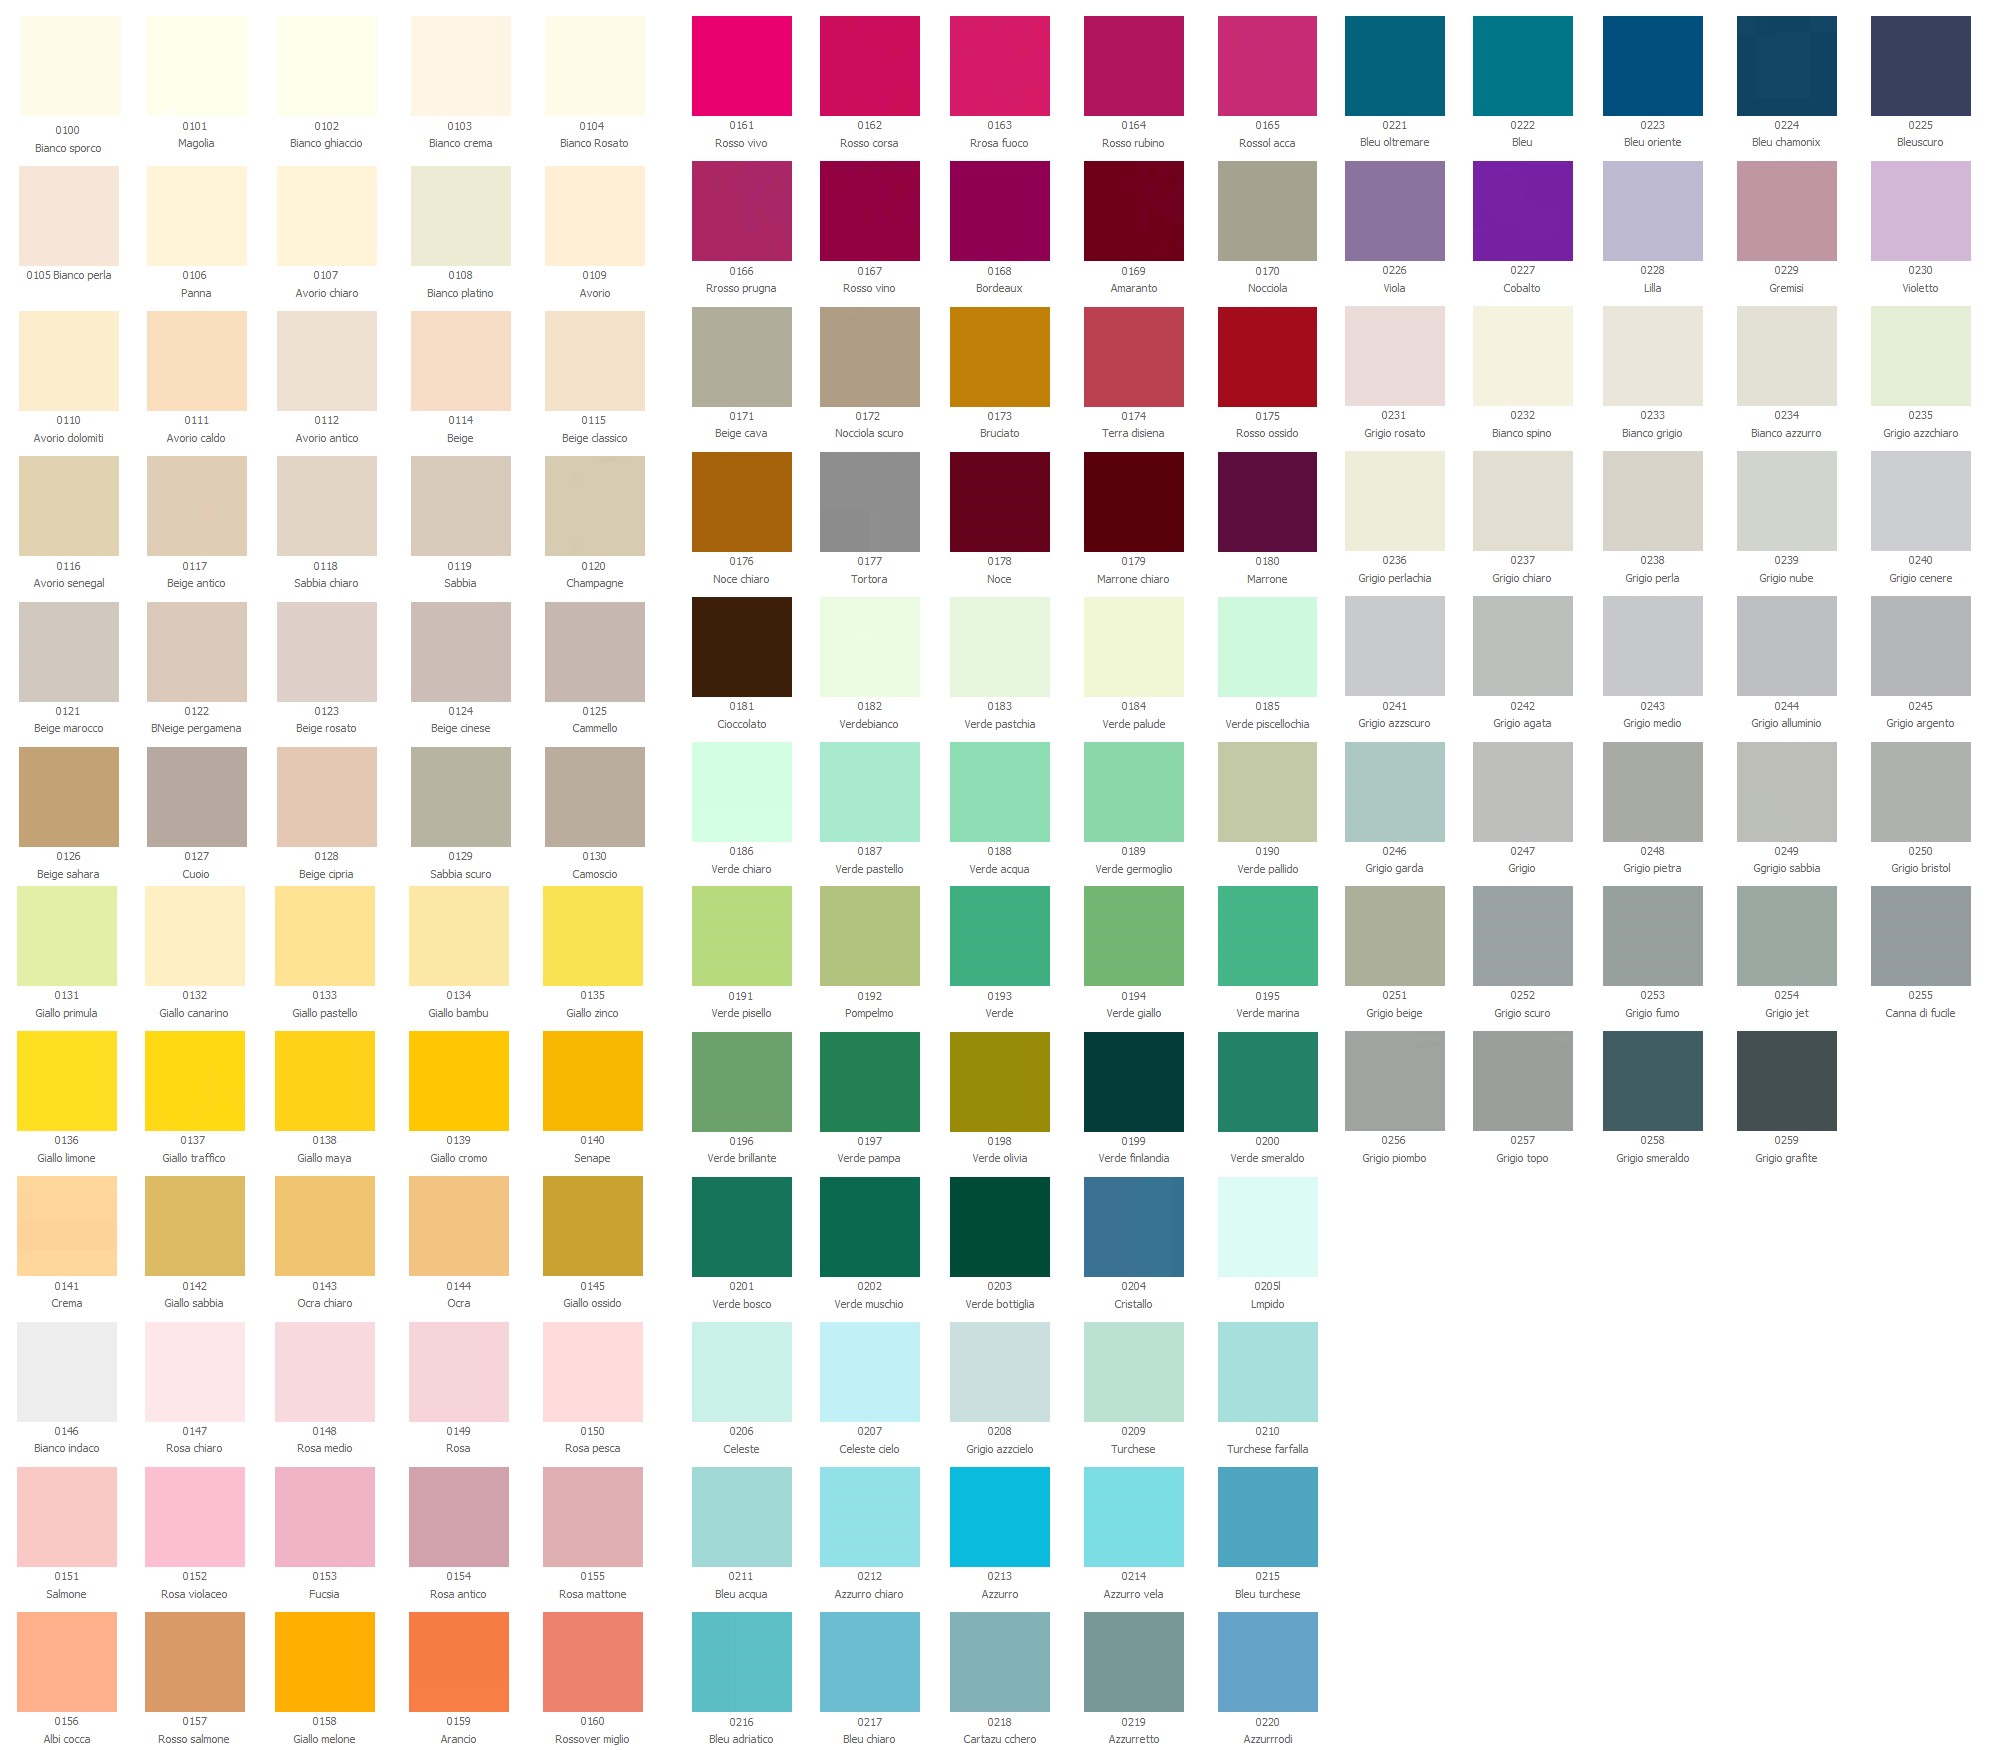 0100
Bianco sporco
0101
Magolia
0102
Bianco ghiaccio
0103
Bianco crema
0104
Bianco Rosato
0105 Bianco perla
0106
Panna
0107
Avorio chiaro
0108
Bianco platino
0109
Avorio
0110
Avorio dolomiti
0111
Avorio caldo
0112
Avorio antico
0114
Beige
0115
Beige classico
0116
Avorio senegal
0117
Beige antico
0118
Sabbia chiaro
0119
Sabbia
0120
Champagne
0121
Beige marocco
0122
BNeige pergamena
0123
Beige rosato
0124
Beige cinese
0125
Cammello
0126
Beige sahara
0127
Cuoio
0128
Beige cipria
0129
Sabbia scuro
0130
Camoscio
0131
Giallo primula
0132
Giallo canarino
0133
Giallo pastello
0134
Giallo bambu
0135
Giallo zinco
0136
Giallo limone
0137
Giallo traffico
0138
Giallo maya
0139
Giallo cromo
0140
Senape
0141
Crema
0142
Giallo sabbia
0143
Ocra chiaro
0144
Ocra
0145
Giallo ossido
0146
Bianco indaco
0147
Rosa chiaro
0148
Rosa medio
0149
Rosa
0150
Rosa pesca
0151
Salmone
0152
Rosa violaceo
0153
Fucsia
0154
Rosa antico
0155
Rosa mattone
0156
Albi cocca
0157
Rosso salmone
0158
Giallo melone
0159
Arancio
0160
Rossover miglio
0161
Rosso vivo
0162
Rosso corsa
0163
Rrosa fuoco
0164
Rosso rubino
0165
Rossol acca
0166
Rrosso prugna
0167
Rosso vino
0168
Bordeaux
0169
Amaranto
0170
Nocciola
0171
Beige cava
0172
Nocciola scuro
0173
Bruciato
0174
Terra disiena
0175
Rosso ossido
0176
Noce chiaro
0177
Tortora
0178
Noce
0179
Marrone chiaro
0180
Marrone
0181
Cioccolato
0182
Verdebianco
0183
Verde pastchia
0184
Verde palude
0185
Verde piscellochia
0186
Verde chiaro
0187
Verde pastello
0188
Verde acqua
0189
Verde germoglio
0190
Verde pallido
0191
Verde pisello
0192
Pompelmo
0193
Verde
0194
Verde giallo
0195
Verde marina
0196
Verde brillante
0197
Verde pampa
0198
Verde olivia
0199
Verde finlandia
0200
Verde smeraldo
0201
Verde bosco
0202
Verde muschio
0203
Verde bottiglia
0204
Cristallo
0205l
Lmpido
0206
Celeste
0207
Celeste cielo
0208
Grigio azzcielo
0209
Turchese
0210
Turchese farfalla
0211
Bleu acqua
0212
Azzurro chiaro
0213
Azzurro
0214
Azzurro vela
0215
Bleu turchese
0216
Bleu adriatico
0217
Bleu chiaro
0218
Cartazu cchero
0219
Azzurretto
0220
Azzurrrodi
0221
Bleu oltremare
0222
Bleu
0223
Bleu oriente
0224
Bleu chamonix
0225
Bleuscuro
0226
Viola
0227
Cobalto
0228
Lilla
0229
Gremisi
0230
Violetto
0231
Grigio rosato
0232
Bianco spino
0233
Bianco grigio
0234
Bianco azzurro
0235
Grigio azzchiaro
0236
Grigio perlachia
0237
Grigio chiaro
0238
Grigio perla
0239
Grigio nube
0240
Grigio cenere
0241
Grigio azzscuro
0242
Grigio agata
0243
Grigio medio
0244
Grigio alluminio
0245
Grigio argento
0246
Grigio garda
0247
Grigio
0248
Grigio pietra
0249
Ggrigio sabbia
0250
Grigio bristol
0251
Grigio beige
0252
Grigio scuro
0253
Grigio fumo
0254
Grigio jet
0255
Canna di fucile
0256
Grigio piombo
0257
Grigio topo
0258
Grigio smeraldo
0259
Grigio grafite